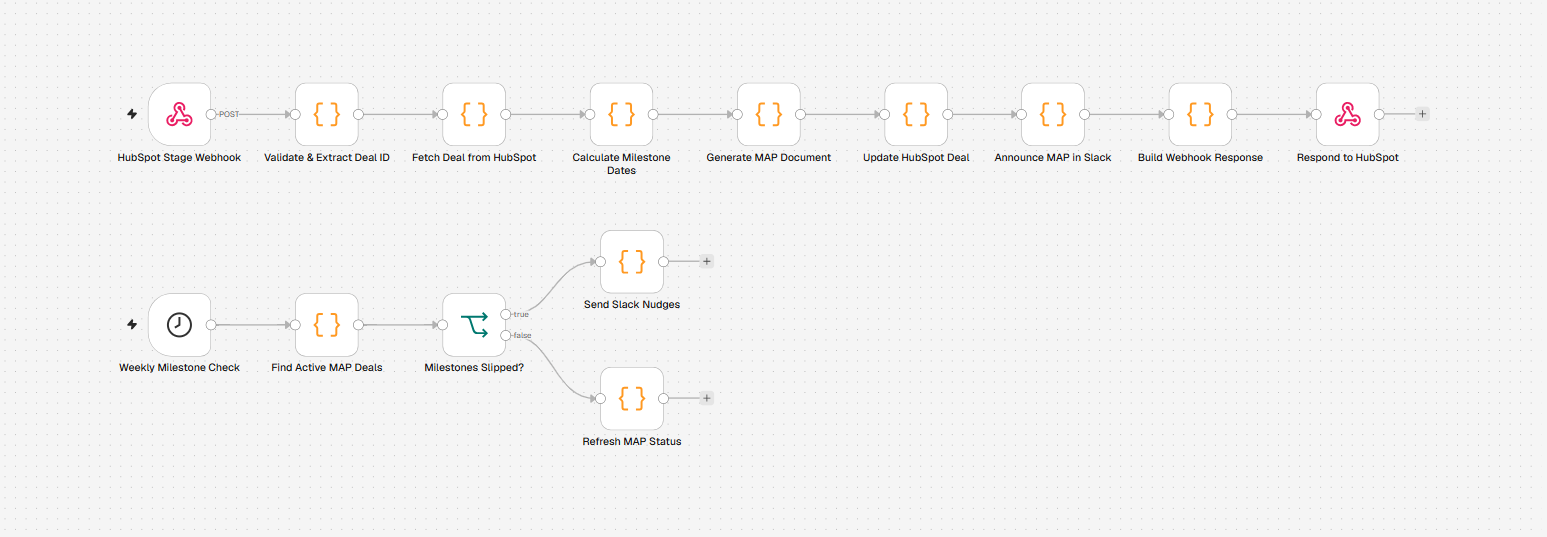 POST
HubSpot Stage Webhook
Validate & Extract Deal ID
Fetch Deal from HubSpot
Calculate Milestone
Dates
Generate MAP Document
Update HubSpot Deal
Announce MAP in Slack
Build Webhook Response
Respond to HubSpot
Send Slack Nudges
true
false
Weekly Milestone Check
Find Active MAP Deals
Milestones Slipped?
Refresh MAP Status